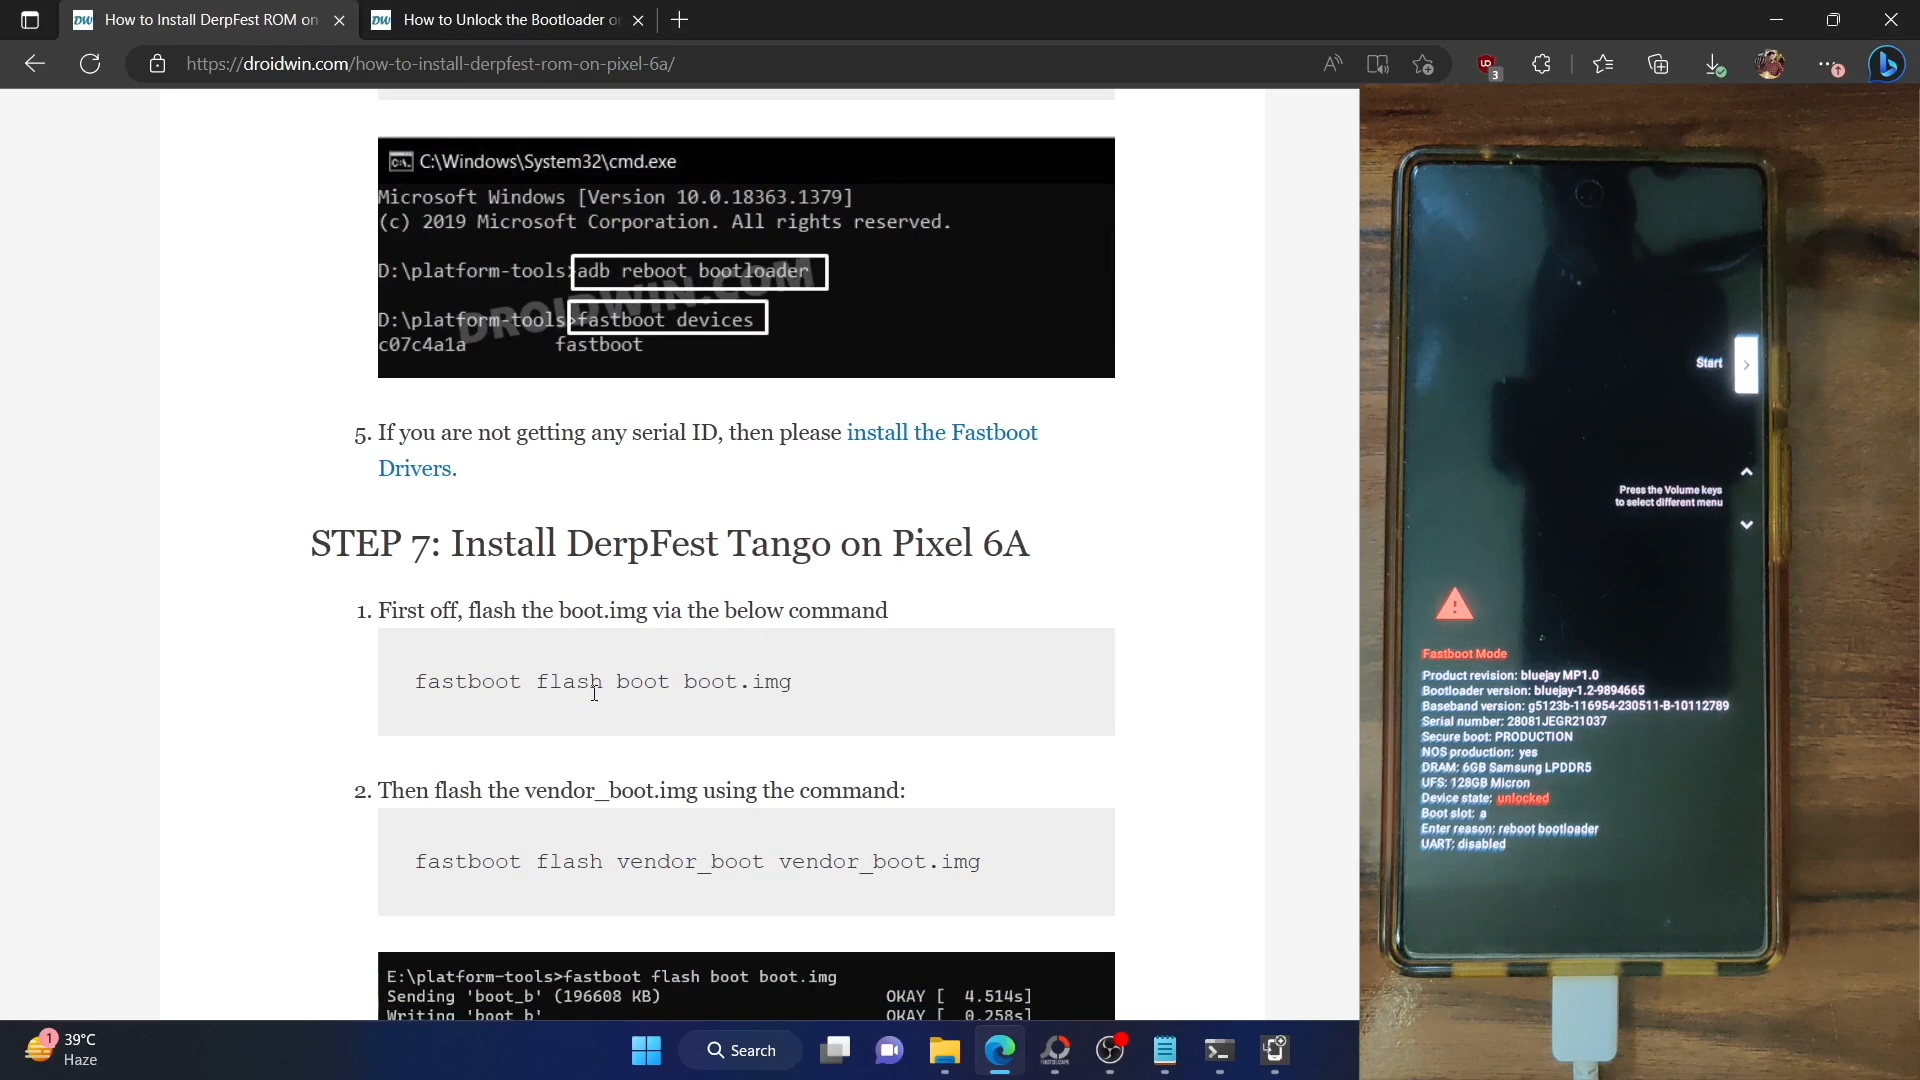 How to Install DerpFest ROM on
How to Unlock the Bootloader o
https://droidwin.com/how-to-install-derpfest-rom-on-pixel-6a/
3
C:\Windows\System32\cmd.exe
Microsoft Windows [Version 10.0.18363.1379]
(c) 2019 Microsoft Corporation. All rights reserved.
D:\platform-tools>adb reboot bootloader
D:\platform-tools>fastboot devices
c07c4a1a fastboot
DROIDWIN.COM
5. If you are not getting any serial ID, then please install the Fastboot
Drivers.
STEP 7: Install DerpFest Tango on Pixel 6A
1. First off, flash the boot.img via the below command
fastboot flash boot boot.img
2. Then flash the vendor_boot.img using the command:
fastboot flash vendor_boot vendor_boot.img
E:\platform-tools>fastboot flash boot boot.img
Sending 'boot_b' (196608 KB) OKAY [ 4.514s]
Writing 'boot_b' OKAY [ 0.258s]
Start
Press the Volume keys
to select different menu
Fastboot Mode
Product revision: bluejay MP1.0
Bootloader version: bluejay-1.2-9894665
Baseband version: g5123b-116954-230511-B-10112789
Serial number: 28081JEGR21037
Secure boot: PRODUCTION
NOS production: yes
DRAM: 6GB Samsung LPDDR5
UFS: 128GB Micron
Device state: unlocked
Boot slot: a
Enter reason: reboot bootloader
UART: disabled
1
39°C
Haze
Search